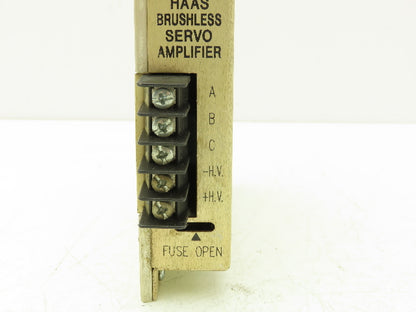 HAAS
BRUSHLESS
SERVO
AMPLIFIER
A
B
C
-H.V.
+H.V.
FUSE OPEN